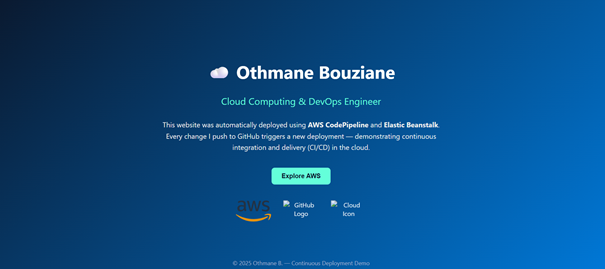 Othmane Bouziane
Cloud Computing & DevOps Engineer
This website was automatically deployed using AWS CodePipeline and Elastic Beanstalk.
Every change I push to GitHub triggers a new deployment — demonstrating continuous
integration and delivery (CI/CD) in the cloud.
Explore AWS
aws
GitHub
Logo
Cloud
Icon
© 2025 Othmane B. — Continuous Deployment Demo